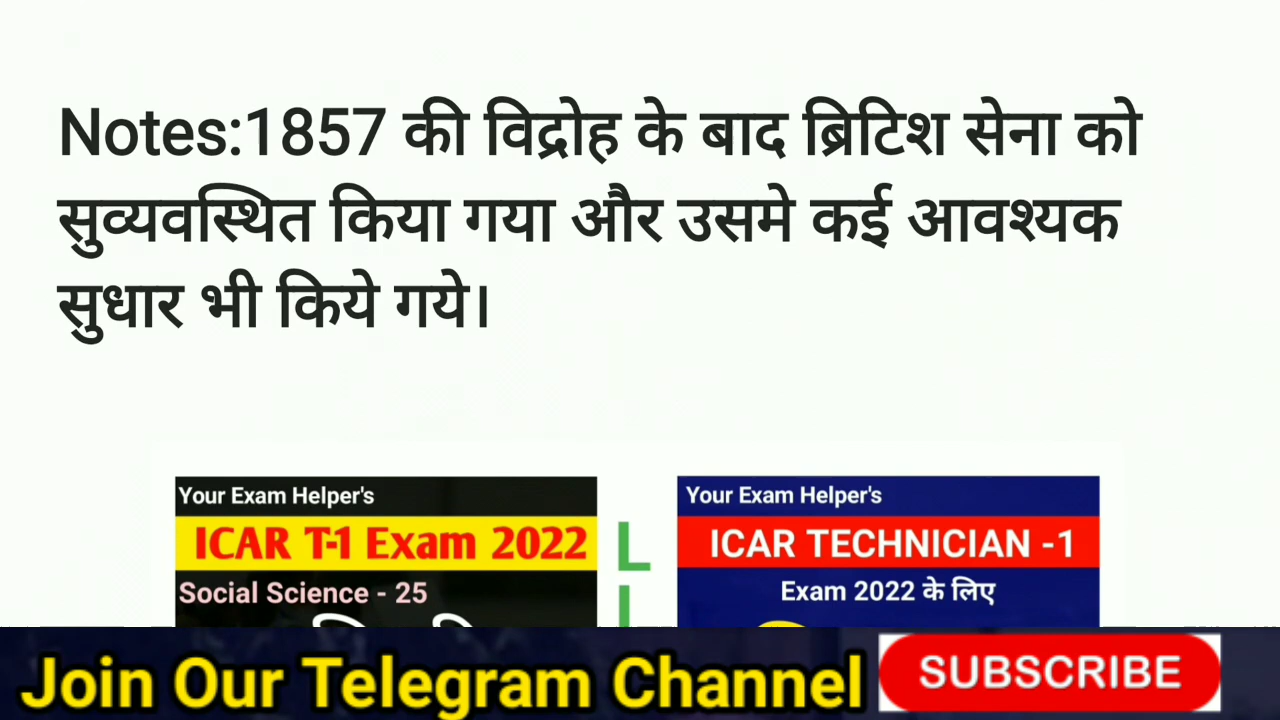 Notes:1857 की विद्रोह के बाद ब्रिटिश सेना को
सुव्यवस्थित किया गया और उसमे कई आवश्यक
सुधार भी किये गये।
Your Exam Helper's
ICAR T-1 Exam 2022
Social Science - 25
L
Your Exam Helper's
ICAR TECHNICIAN -1
Exam 2022 के लिए
Join Our Telegram Channel
SUBSCRIBE